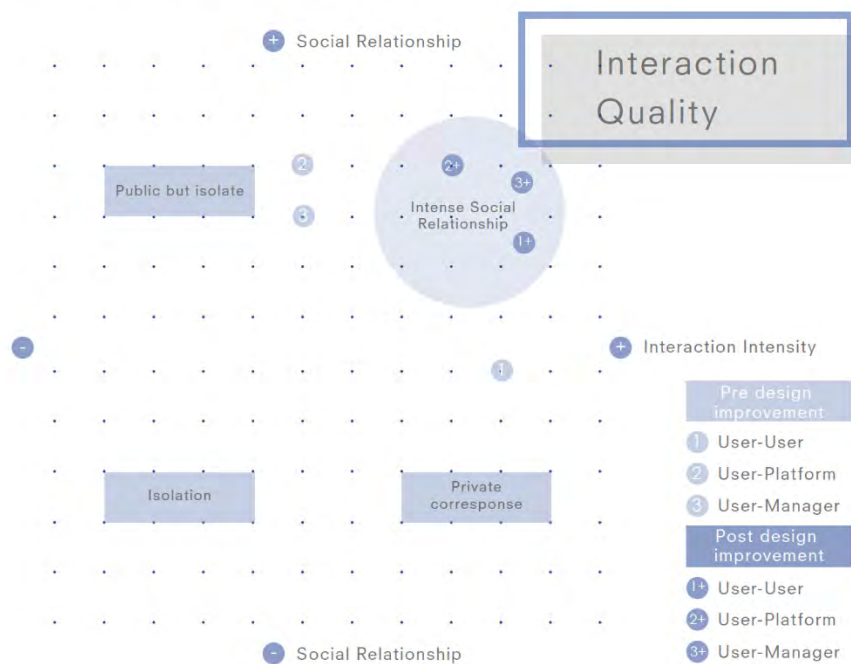 + Social Relationship
Interaction
Quality
Public but isolate
2
3
2+
3+
Intense Social
Relationship
1+
-
+ Interaction Intensity
1
Pre design
improvement
1 User-User
2 User-Platform
3 User-Manager
Isolation
Private
corresponse
Post design
improvement
1+ User-User
2+ User-Platform
3+ User-Manager
- Social Relationship